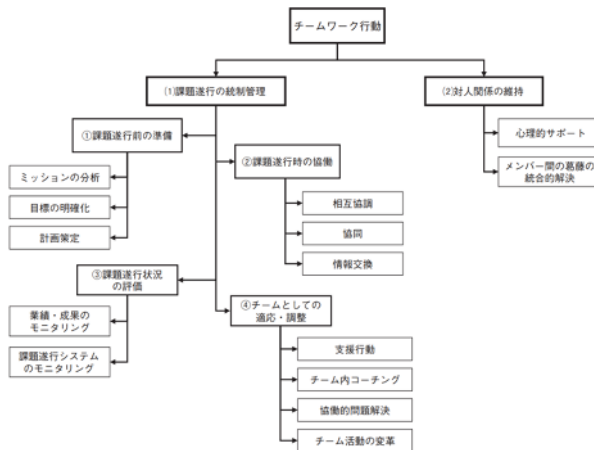 チームワーク行動
⑴課題遂行の統制管理
⑵対人関係の維持
①課題遂行前の準備
ミッションの分析
目標の明確化
計画策定
②課題遂行時の協働
相互協調
協同
情報交換
③課題遂行状況
の評価
業績・成果の
モニタリング
課題遂行システム
のモニタリング
④チームとしての
適応・調整
支援行動
チーム内コーチング
協働的問題解決
チーム活動の変革
心理的サポート
メンバー間の葛藤の
統合的解決